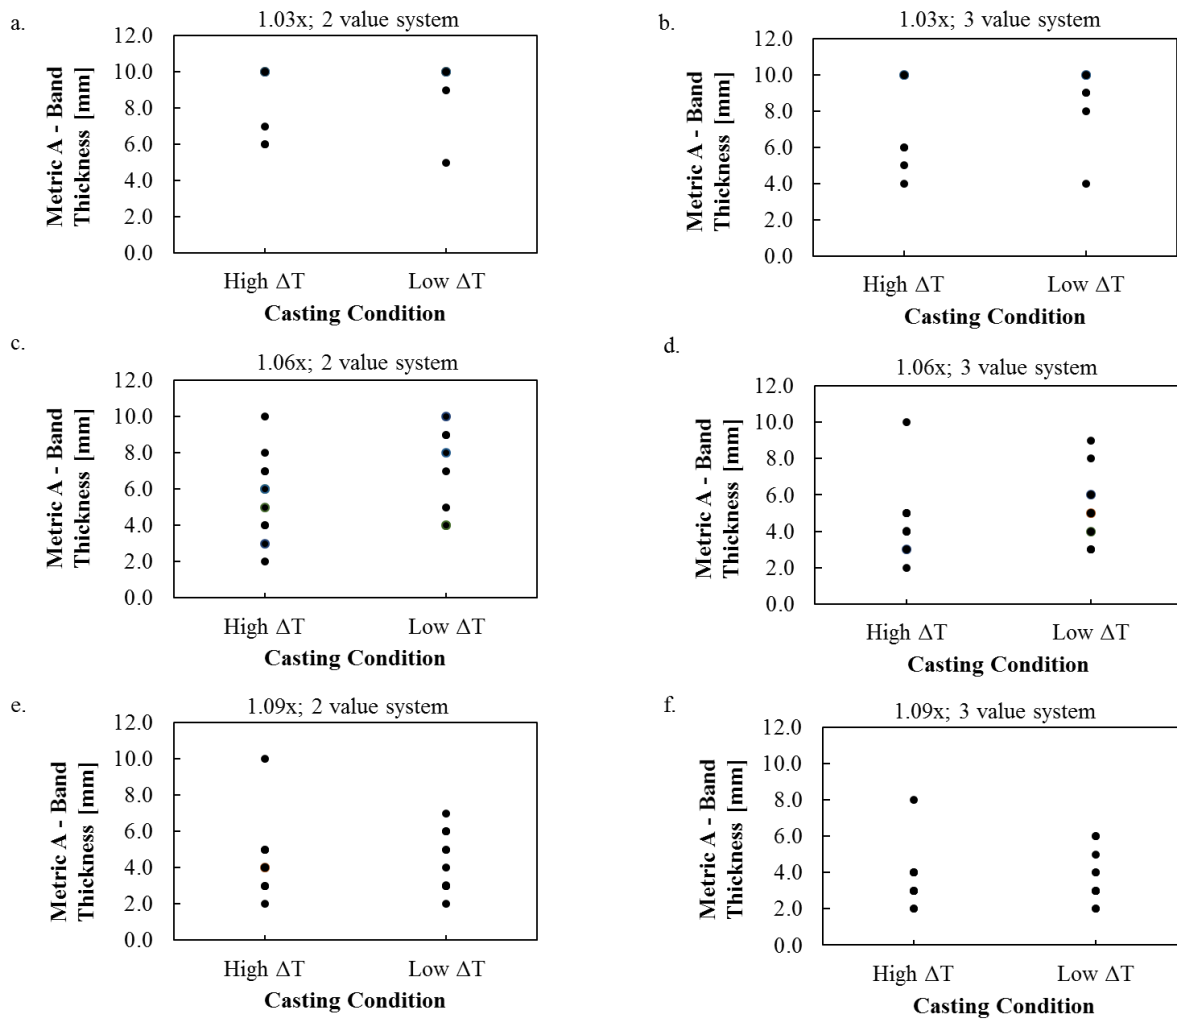 a.
1.03x; 2 value system
Metric A - Band
Thickness [mm]
12.0
10.0
8.0
6.0
4.0
2.0
0.0
High ΔT
Low ΔT
Casting Condition
b.
1.03x; 3 value system
Metric A - Band
Thickness [mm]
12.0
10.0
8.0
6.0
4.0
2.0
0.0
High ΔT
Low ΔT
Casting Condition
c.
1.06x; 2 value system
Metric A - Band
Thickness [mm]
12.0
10.0
8.0
6.0
4.0
2.0
0.0
High ΔT
Low ΔT
Casting Condition
d.
1.06x; 3 value system
Metric A - Band
Thickness [mm]
12.0
10.0
8.0
6.0
4.0
2.0
0.0
High ΔT
Low ΔT
Casting Condition
e.
1.09x; 2 value system
Metric A - Band
Thickness [mm]
12.0
10.0
8.0
6.0
4.0
2.0
0.0
High ΔT
Low ΔT
Casting Condition
f.
1.09x; 3 value system
Metric A - Band
Thickness [mm]
12.0
10.0
8.0
6.0
4.0
2.0
0.0
High ΔT
Low ΔT
Casting Condition